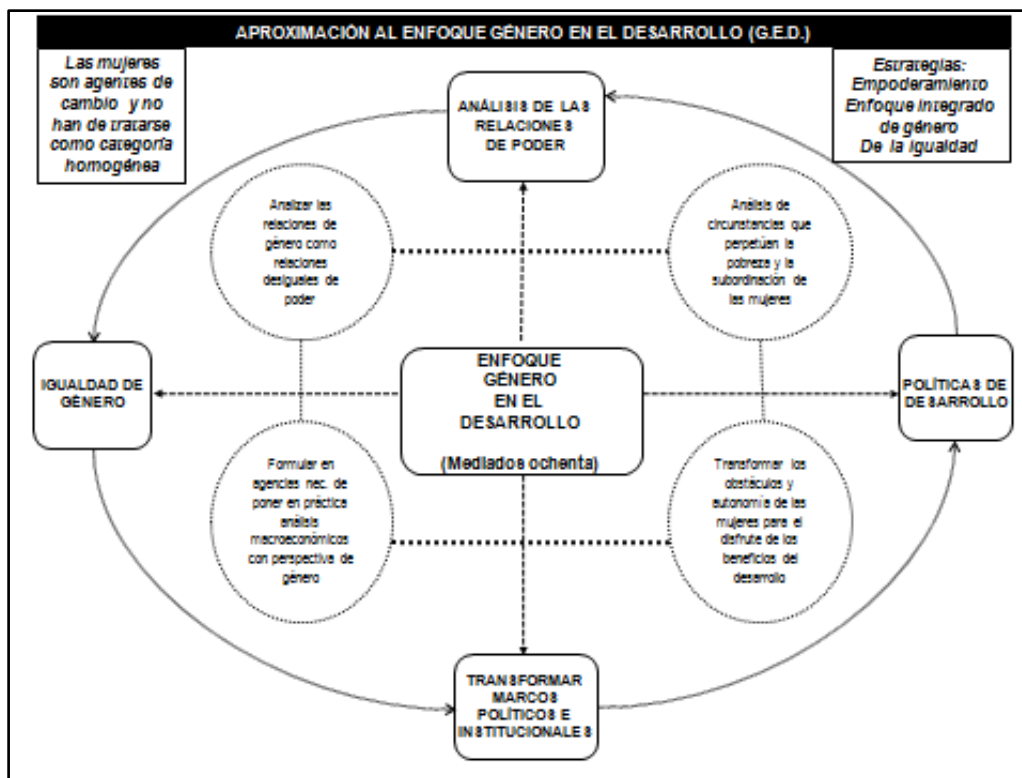 APROXIMACIÓN AL ENFOQUE GÉNERO EN EL DESARROLLO (G.E.D.)
Las mujeres
son agentes de
cambio y no
han de tratarse
como categoría
homogénea
Estrategias:
Empoderamiento
Enfoque integrado
de género
De la igualdad
ANÁLISIS DE LAS
RELACIONES
DE PODER
Analizar las
relaciones de
género como
relaciones
desiguales de
poder
Análisis de
circunstancias que
perpetúan la
pobreza y la
subordinación de
las mujeres
IGUALDAD DE
GÉNERO
ENFOQUE
GÉNERO
EN EL
DESARROLLO
(Mediados ochenta)
POLÍTICAS DE
DESARROLLO
Formular en
agencias nec. de
poner en práctica
análisis
macroeconómicos
con perspectiva de
género
Transformar los
obstáculos y
autonomía de las
mujeres para el
disfrute de los
beneficios del
desarrollo
TRANSFORMAR
MARCOS
POLÍTICOS E
INSTITUCIONALES